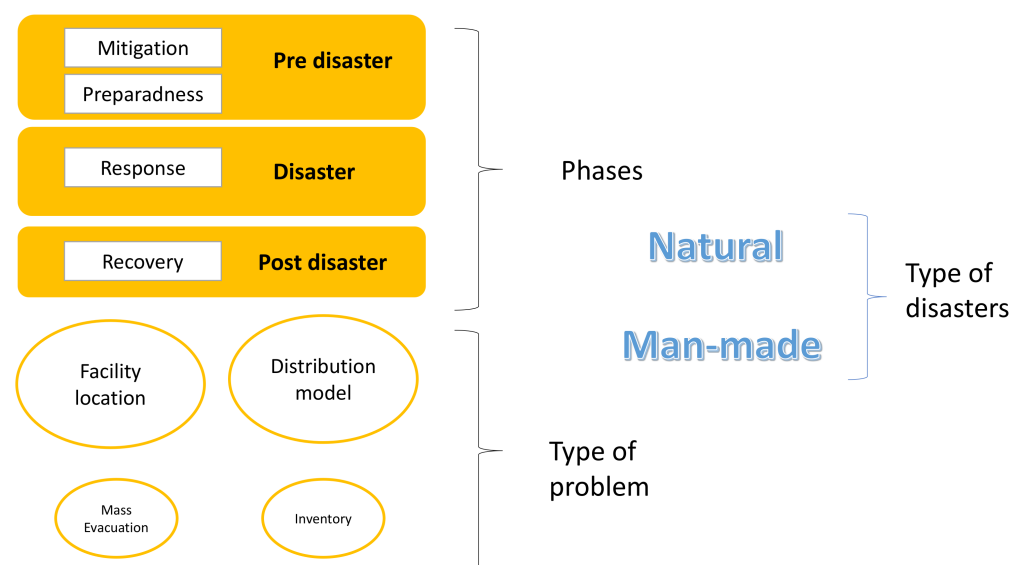 Mitigation
Pre disaster
Preparadness
Response
Disaster
Phases
Recovery
Post disaster
Natural
Man-made
Type of
disasters
Facility
location
Distribution
model
Type of
problem
Mass
Evacuation
Inventory